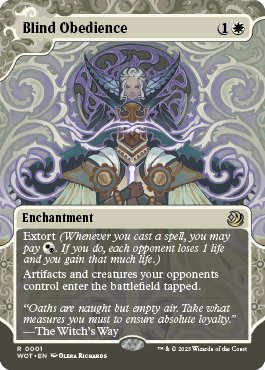 Blind Obedience 1
Enchantment
Extort (Whenever you cast a spell, you may
pay     . If you do, each opponent loses 1 life
and you gain that much life.)
Artifacts and creatures your opponents
control enter the battlefield tapped.
“Oaths are naught but empty air. Take what
measures you must to ensure absolute loyalty.”
—The Witch’s Way
R 0001
WOT • EN OLENA RICHARDS ™ & © 2023 Wizards of the Coast